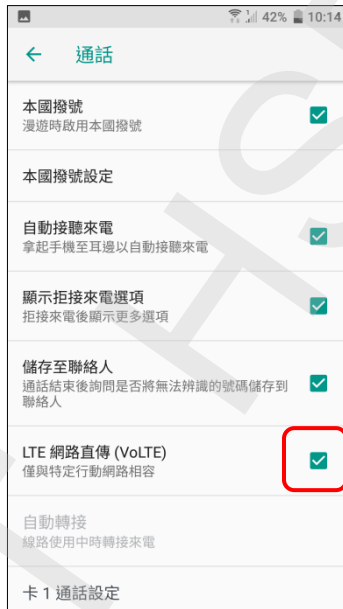 42% 10:14
通話
本國撥號
漫遊時啟用本國撥號
本國撥號設定
自動接聽來電
拿起手機至耳邊以自動接聽來電
顯示拒接來電選項
拒接來電後顯示更多選項
儲存至聯絡人
通話結束後詢問是否將無法辨識的號碼儲存到
聯絡人
LTE 網路直傳 (VoLTE)
僅與特定行動網路相容
自動轉接
線路使用中時轉接來電
卡 1 通話設定